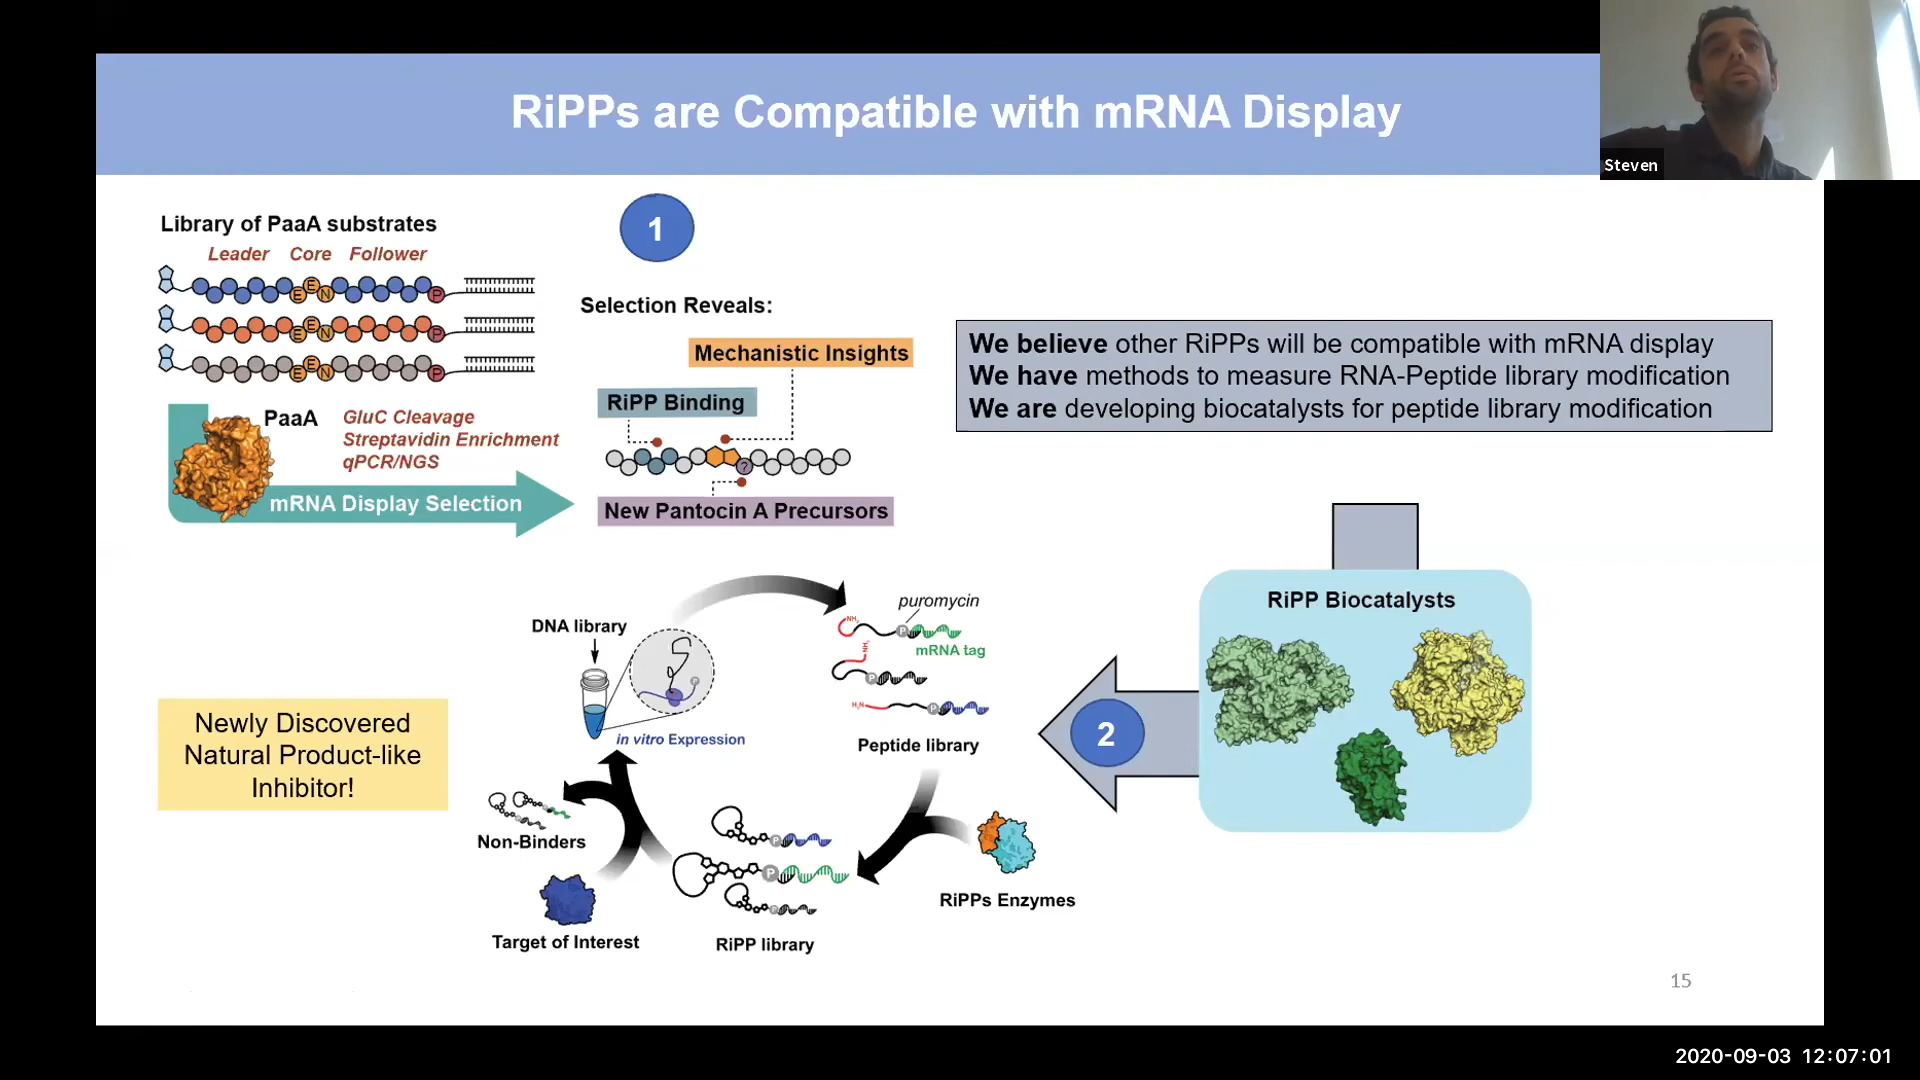 RiPPs are Compatible with mRNA Display
Steven
Library of PaaA substrates
Leader Core Follower
E E N P
E E N P
E E N P
PaaA
GluC Cleavage
Streptavidin Enrichment
qPCR/NGS
mRNA Display Selection
1
Selection Reveals:
Mechanistic Insights
RiPP Binding
?
New Pantocin A Precursors
We believe other RiPPs will be compatible with mRNA display
We have methods to measure RNA-Peptide library modification
We are developing biocatalysts for peptide library modification
RiPP Biocatalysts
2
DNA library
P
in vitro Expression
puromycin
NH2
P
mRNA tag
NH2
P
H2N
P
Peptide library
Newly Discovered
Natural Product-like
Inhibitor!
Non-Binders
Target of Interest
P
P
P
RiPP library
RiPPs Enzymes
15
2020-09-03 12:07:01